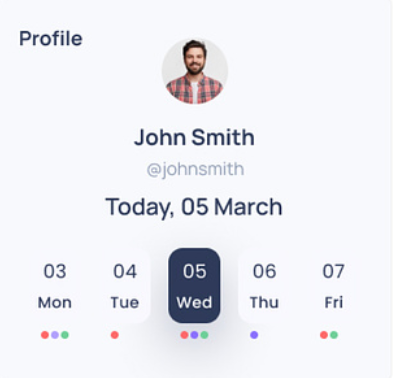 Profile
John Smith
@johnsmith
Today, 05 March
03 04 05 06 07
Mon Tue Wed Thu Fri